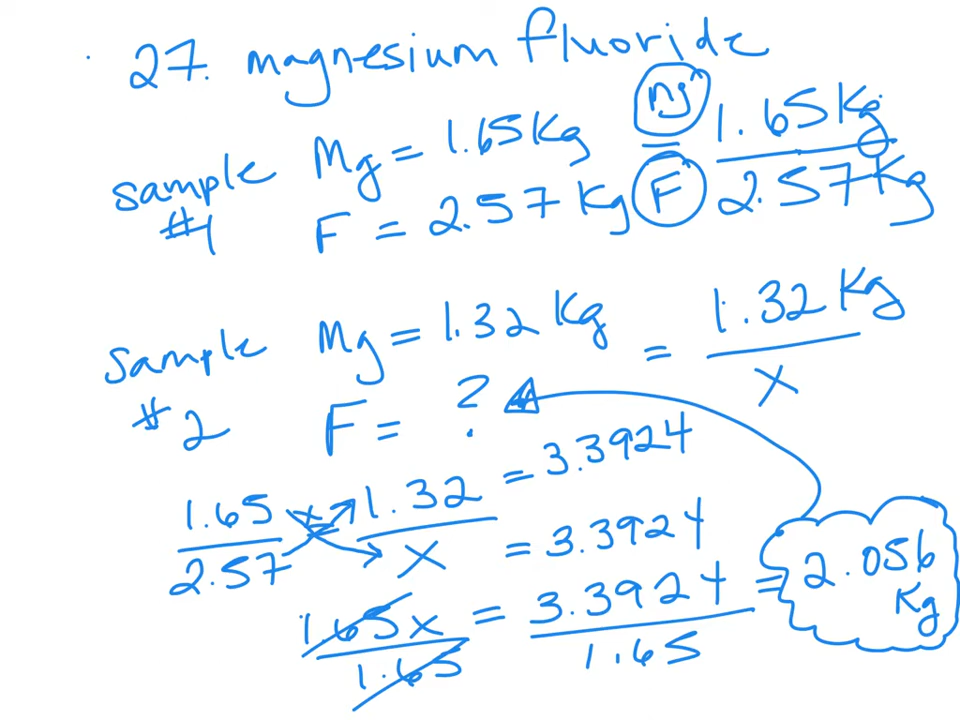 27. magnesium fluoride
sample #1
Mg = 1.65 Kg
F = 2.57 Kg
Mg 1.65 Kg
F 2.57 Kg
sample #2
Mg = 1.32 Kg
F = ?
= 1.32 Kg
x
1.65 = 1.32 = 3.3924
2.57 x = 3.3924
1.65x = 3.3924 = 2.056 Kg
1.65 1.65